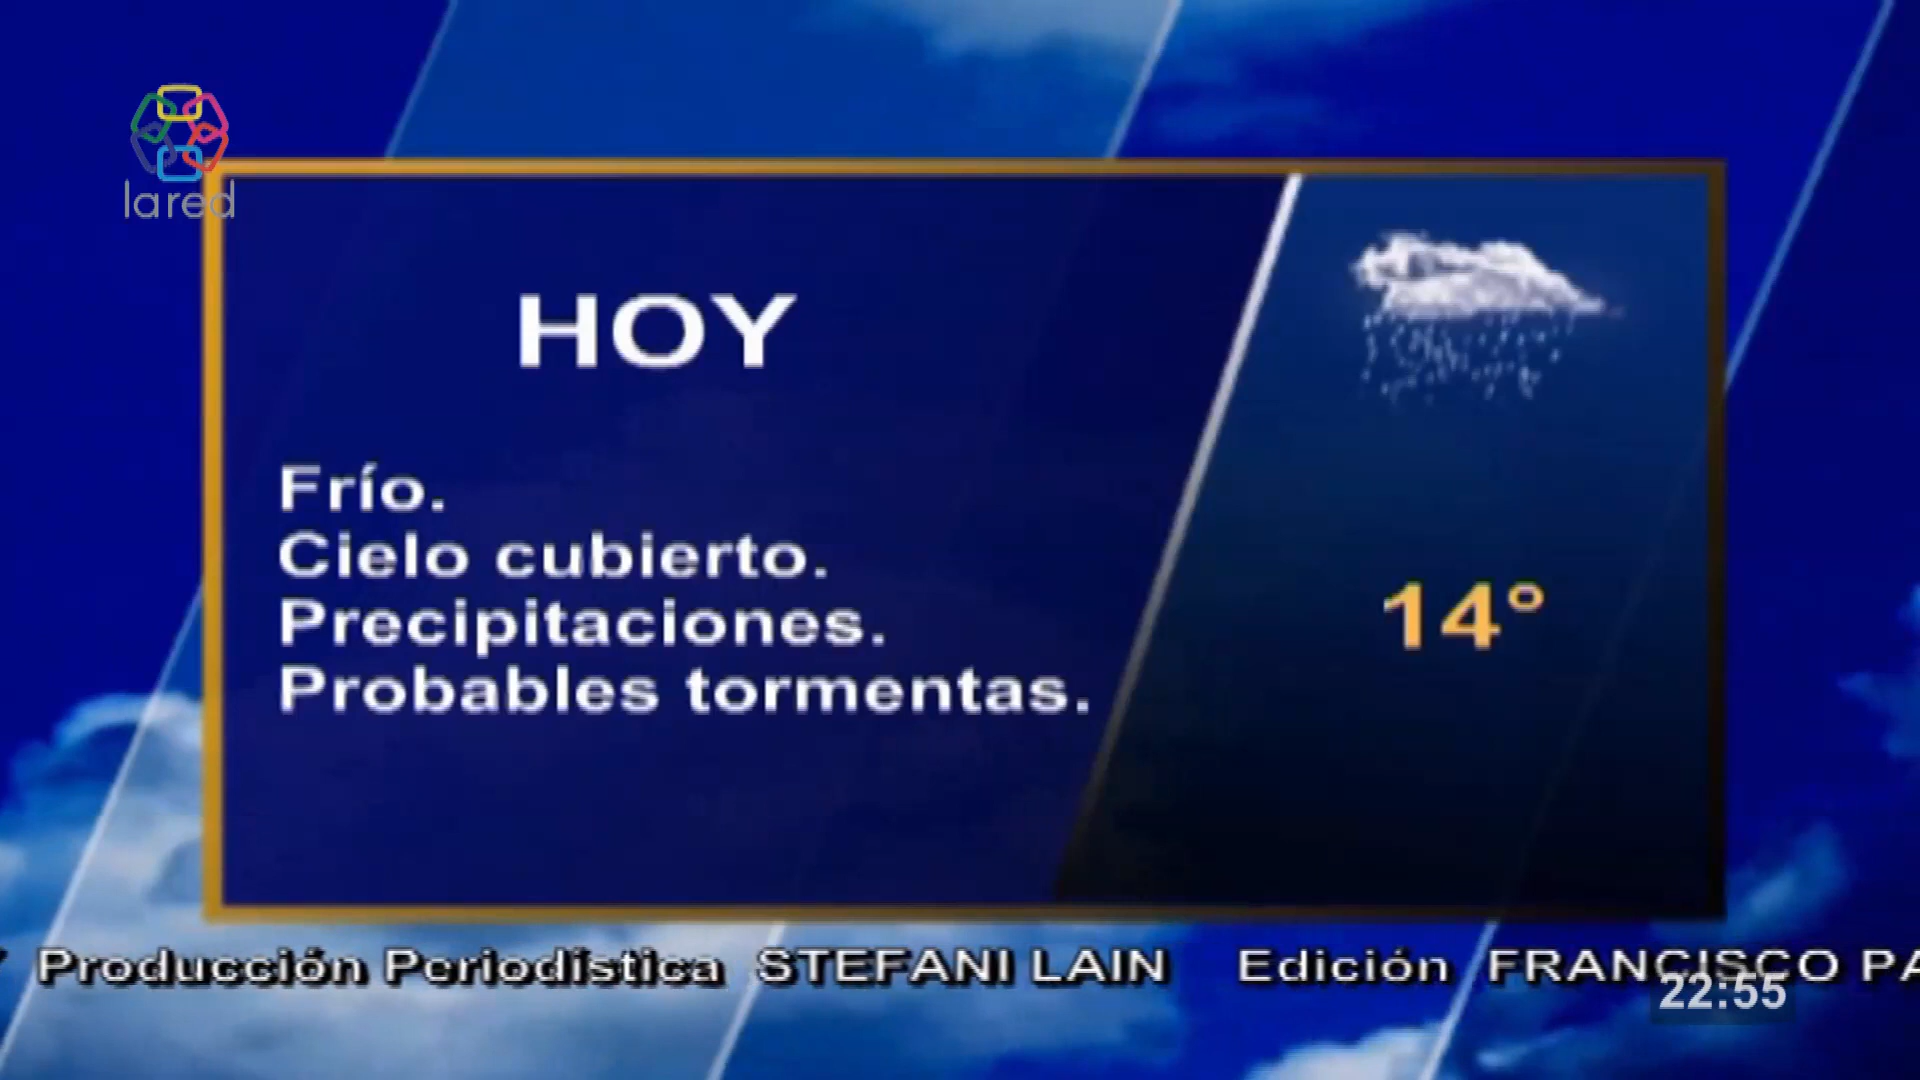 lared
HOY
Frío.
Cielo cubierto.
Precipitaciones.
Probables tormentas.
14°
Producción Periodística STEFANI LAIN Edición FRANCISCO
22:55